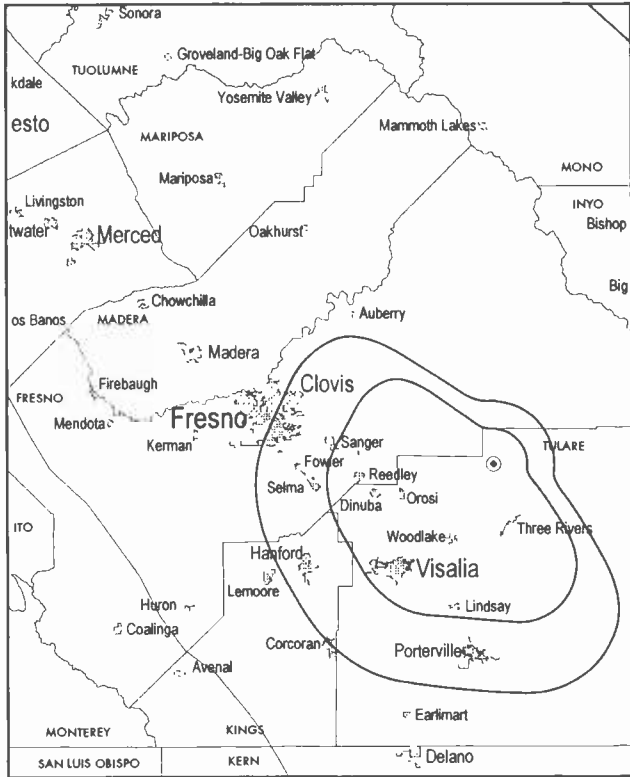 Sonora
Groveland-Big Oak Flat
TUOLUMNE
kdale
Yosemite Valley
esto
Mammoth Lakes
MARIPOSA
MONO
Mariposa
INYO
Livingston
Bishop
twater
Merced
Oakhurst
Big
Chowchilla
Auberry
os Banos
MADERA
Madera
Firebaugh
Clovis
FRESNO
Fresno
Mendota
Kerman
Sanger
TULARE
Fowler
Reedley
Selma
Dinuba
Orosi
ITO
Woodlake
Three Rivers
Hanford
Visalia
Lemoore
Huron
Lindsay
Coalinga
Corcoran
Porterville
Avenal
Earlimart
MONTEREY
KINGS
SAN LUIS OBISPO
KERN
Delano